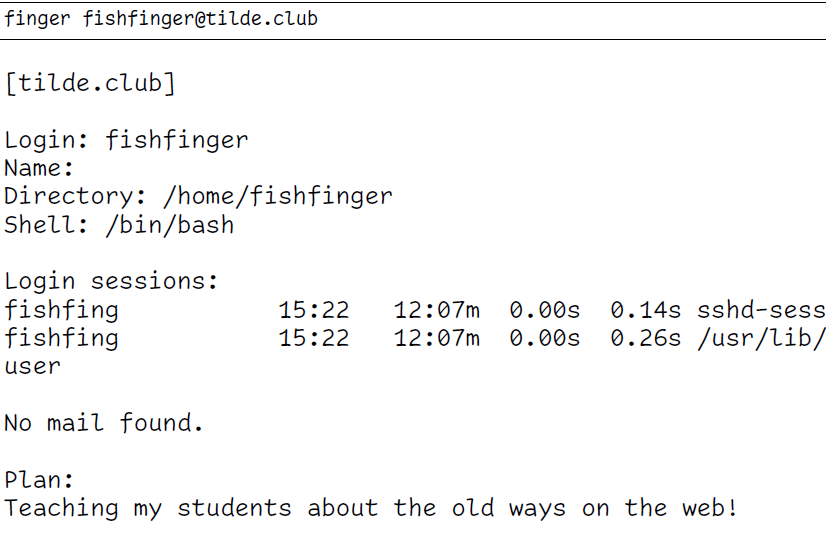 finger fishfinger@tilde.club
[tilde.club]
Login: fishfinger
Name:
Directory: /home/fishfinger
Shell: /bin/bash
Login sessions:
fishfing           15:22   12:07m  0.00s  0.14s sshd-sess
fishfing           15:22   12:07m  0.00s  0.26s /usr/lib/
user
No mail found.
Plan:
Teaching my students about the old ways on the web!